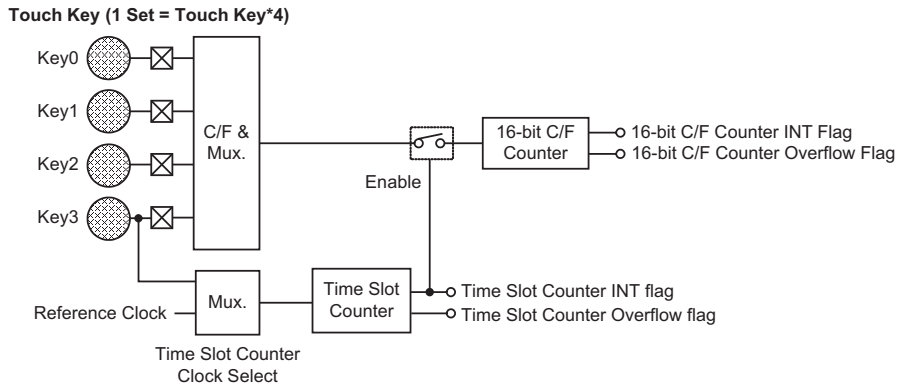 Touch Key (1 Set = Touch Key*4)
Key0
Key1
Key2
Key3
C/F &
Mux.
Enable
16-bit C/F
Counter
16-bit C/F Counter INT Flag
16-bit C/F Counter Overflow Flag
Reference Clock
Mux.
Time Slot
Counter
Time Slot Counter INT flag
Time Slot Counter Overflow flag
Time Slot Counter
Clock Select